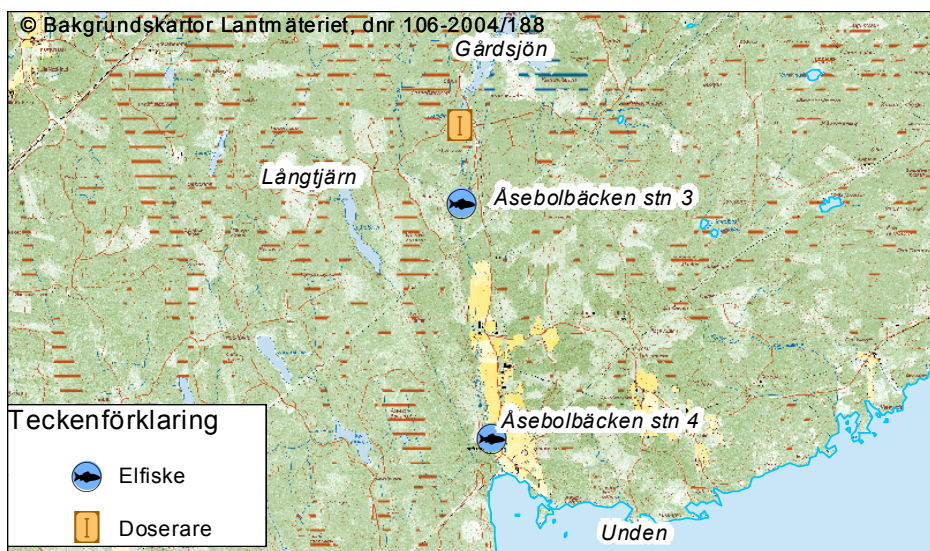 © Bakgrundskartor Lantmäteriet, dnr 106-2004/188
Gårdsjön
Långtjärn
Åsebolbäcken stn 3
Åsebolbäcken stn 4
Teckenförklaring
Elfiske
Doserare
Unden